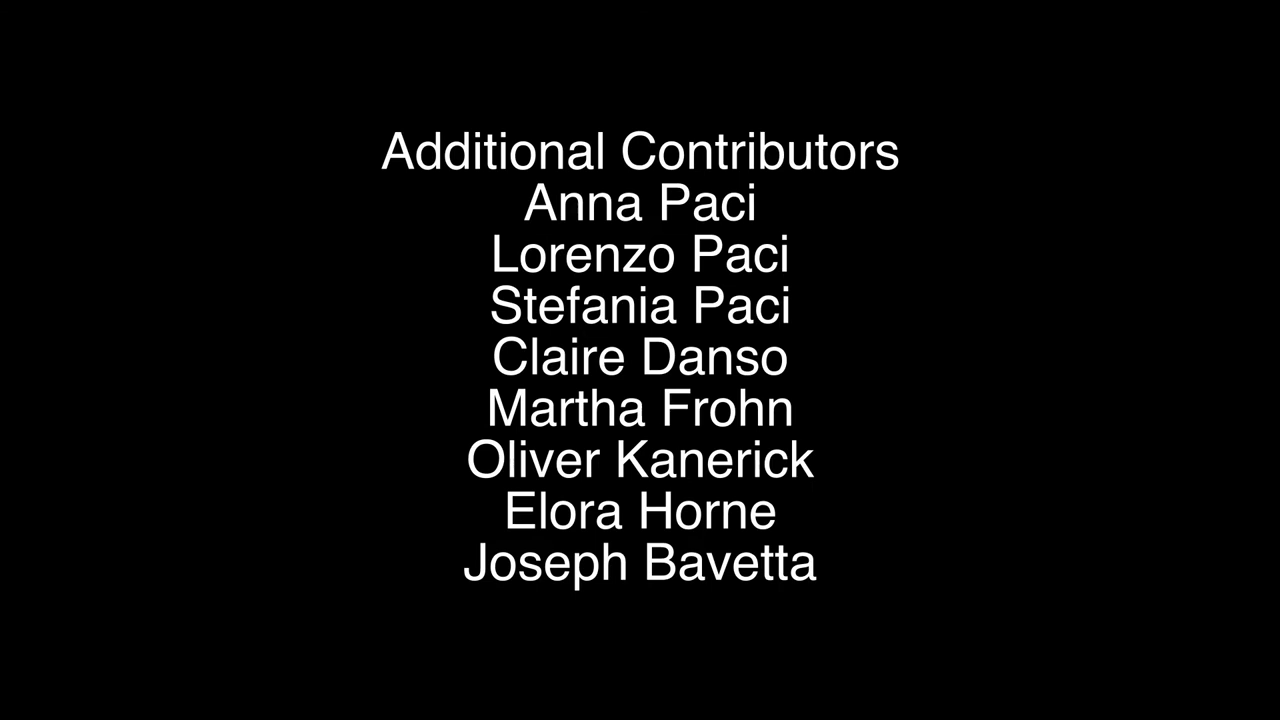 Additional Contributors
Anna Paci
Lorenzo Paci
Stefania Paci
Claire Danso
Martha Frohn
Oliver Kanerick
Elora Horne
Joseph Bavetta